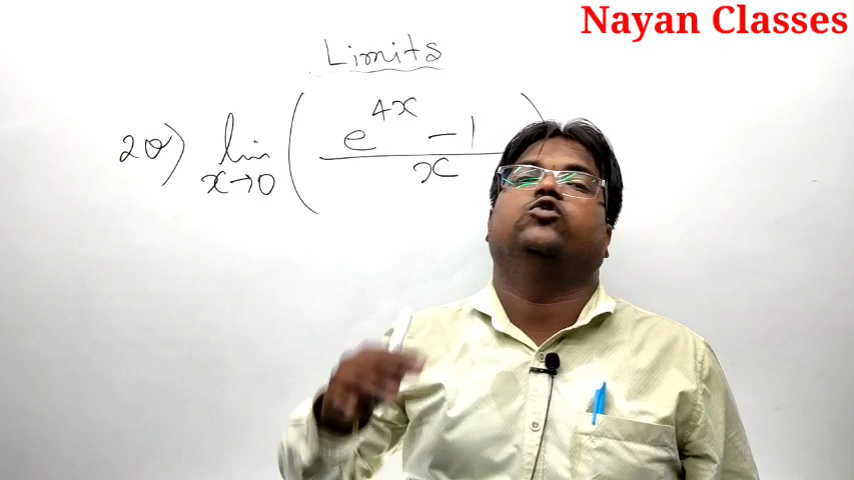 Nayan Classes
Limits
20) lim x→0 ( e^{4x} - 1 / x )